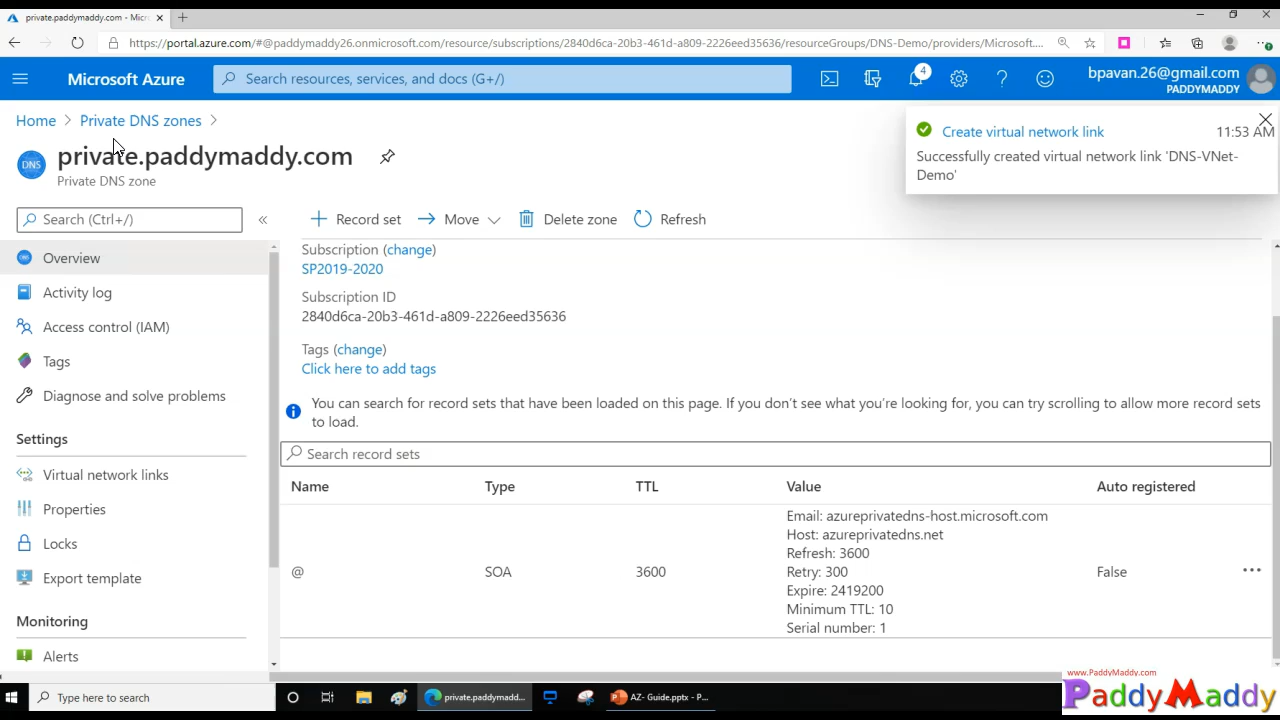 private.paddymaddy.com - Micr
https://portal.azure.com/#@paddymaddy26.onmicrosoft.com/resource/subscriptions/2840d6ca-20b3-461d-a809-2226eed35636/resourceGroups/DNS-Demo/providers/Microsoft....
Microsoft Azure
Search resources, services, and docs (G+/)
4
bpavan.26@gmail.com
PADDYMADDY
Home > Private DNS zones >
Create virtual network link
11:53 AM
Successfully created virtual network link 'DNS-VNet-
Demo'
DNS
private.paddymaddy.com
Private DNS zone
Search (Ctrl+/)
«
Record set
Move
Delete zone
Refresh
Overview
Activity log
Access control (IAM)
Tags
Diagnose and solve problems
Settings
Virtual network links
Properties
Locks
Export template
Monitoring
Alerts
Subscription (change)
SP2019-2020
Subscription ID
2840d6ca-20b3-461d-a809-2226eed35636
Tags (change)
Click here to add tags
You can search for record sets that have been loaded on this page. If you don't see what you're looking for, you can try scrolling to allow more record sets
to load.
Search record sets
Name Type TTL Value Auto registered
Email: azureprivatedns-host.microsoft.com
Host: azureprivatedns.net
Refresh: 3600
@ SOA 3600 Retry: 300 False
Expire: 2419200
Minimum TTL: 10
Serial number: 1
www.PaddyMaddy.com
PaddyMaddy
Type here to search
private.paddymadd...
AZ- Guide.pptx - P...